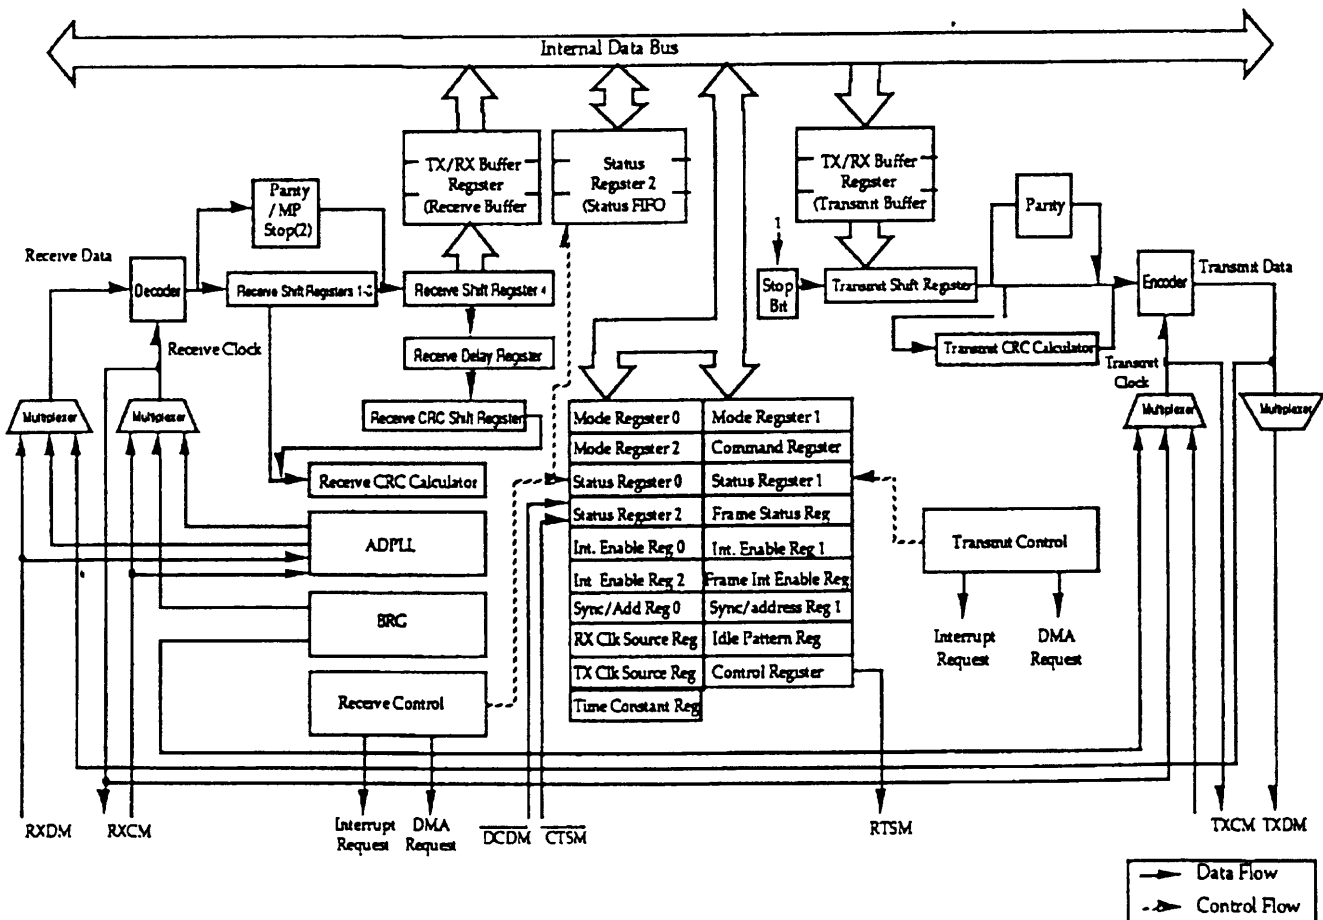 Internal Data Bus
TX/RX Buffer
Register
(Receive Buffer
Status
Register 2
(Status FIFO
TX/RX Buffer
Register
(Transmit Buffer
Parity
/ MP
Stop(2)
Parity
1
Receive Data
Decoder
Receive Shift Registers 1-3
Receive Shift Register 4
Stop
Bit
Transmit Shift Register
Encoder
Transmit Data
Receive Clock
Receive Delay Register
Transmit CRC Calculator
Transmit
Clock
Multiplexer
Multiplexer
Receive CRC Shift Register
Multiplexer
Multiplexer
Receive CRC Calculator
Mode Register 0
Mode Register 1
Mode Register 2
Command Register
Status Register 0
Status Register 1
Status Register 2
Frame Status Reg
Int. Enable Reg 0
Int. Enable Reg 1
Int Enable Reg 2
Frame Int Enable Reg
Sync/Add Reg 0
Sync/address Reg 1
RX Clk Source Reg
Idle Pattern Reg
TX Clk Source Reg
Control Register
Time Constant Reg
ADPLL
BRG
Receive Control
Transmit Control
Interrupt
Request
DMA
Request
RXDM
RXCM
Interrupt
Request
DMA
Request
DCDM
CTSM
RTSM
TXCM
TXDM
Data Flow
Control Flow